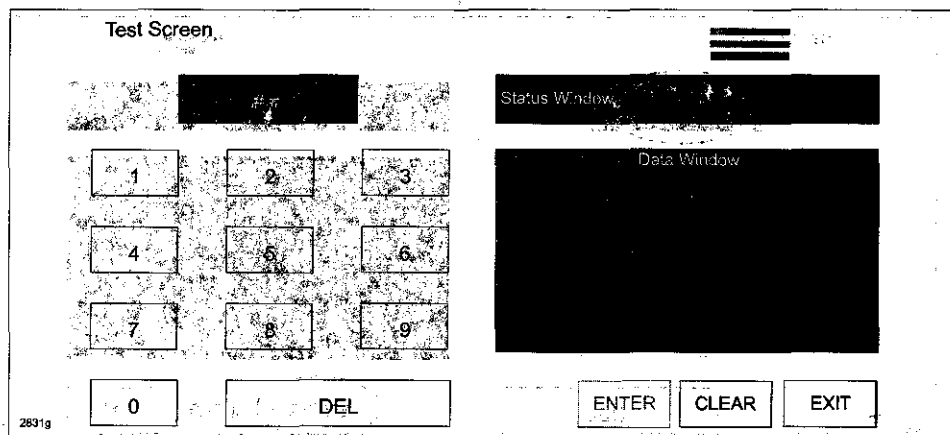 Test Screen
##
Status Window
Data Window
1 2 3
4 5 6
7 8 9
0 DEL ENTER CLEAR EXIT
2831g